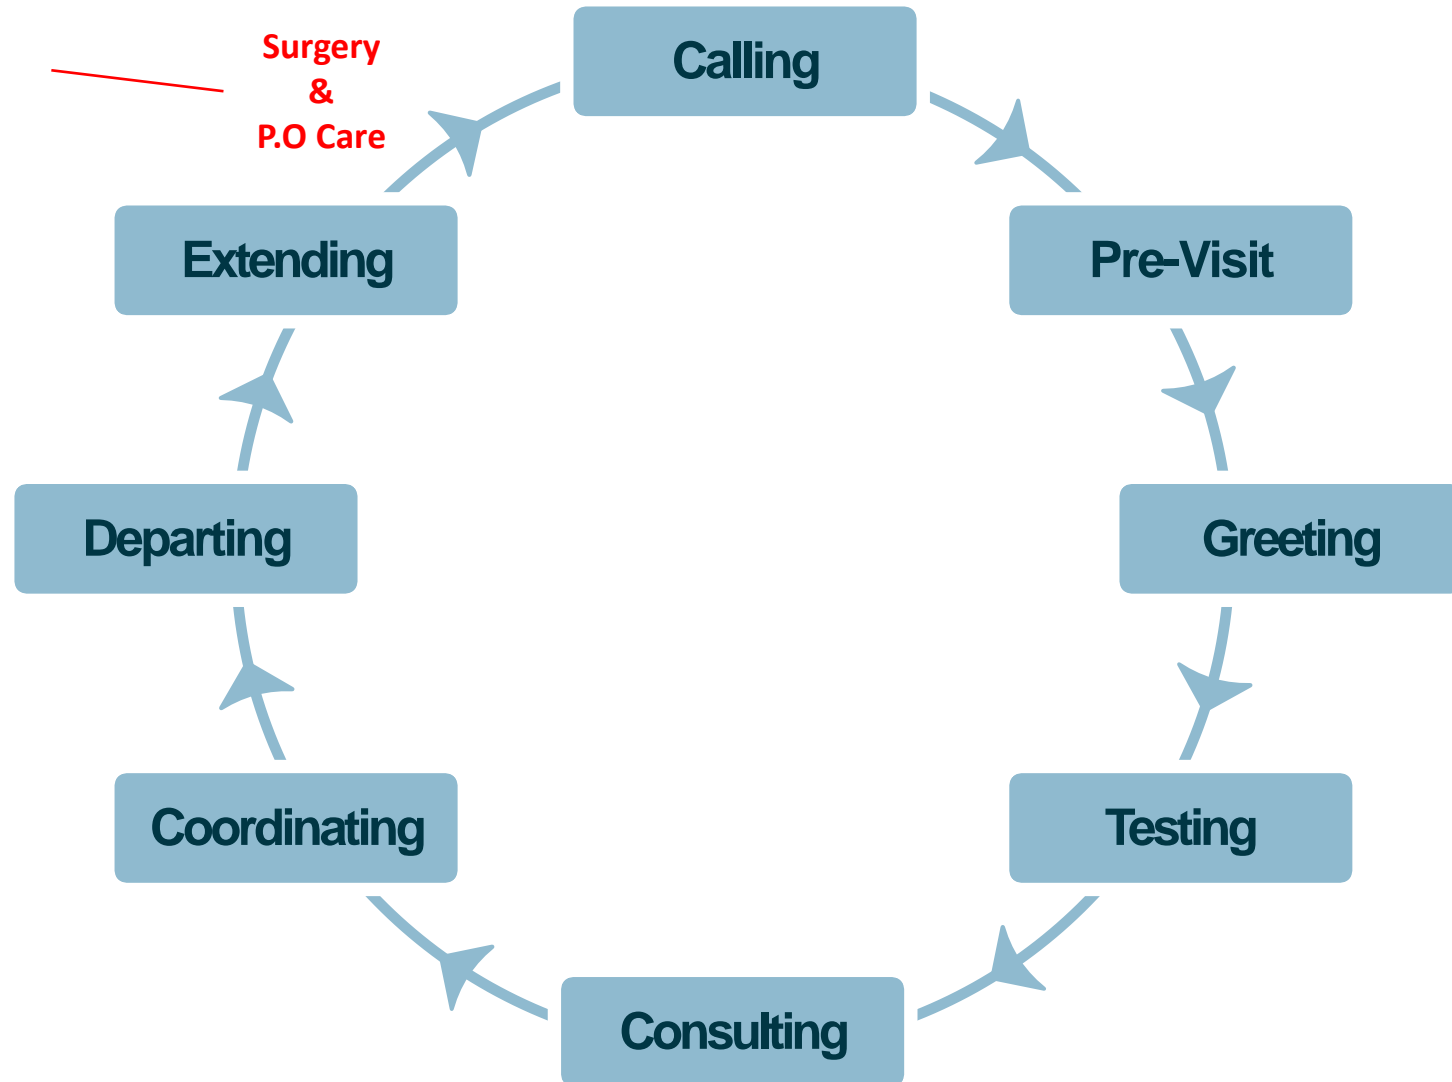 Surgery
&
P.O Care
Calling
Pre-Visit
Greeting
Testing
Consulting
Coordinating
Departing
Extending